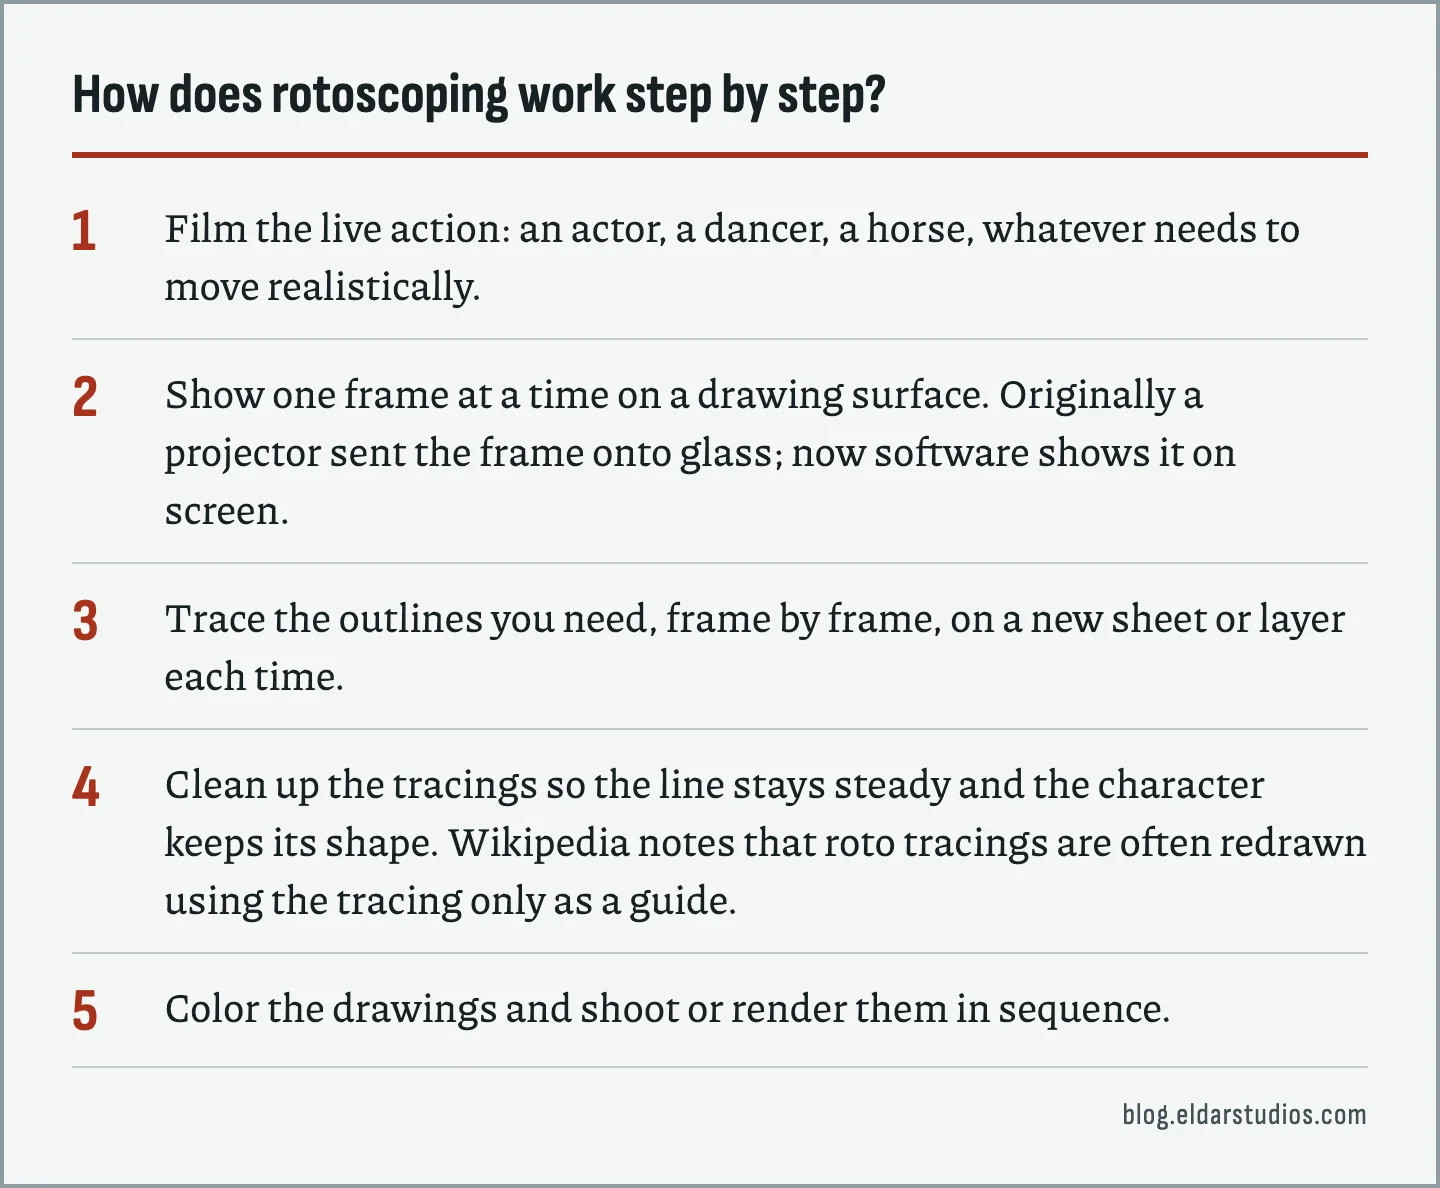 How does rotoscoping work step by step?
1 Film the live action: an actor, a dancer, a horse, whatever needs to
move realistically.
2 Show one frame at a time on a drawing surface. Originally a
projector sent the frame onto glass; now software shows it on
screen.
3 Trace the outlines you need, frame by frame, on a new sheet or layer
each time.
4 Clean up the tracings so the line stays steady and the character
keeps its shape. Wikipedia notes that roto tracings are often redrawn
using the tracing only as a guide.
5 Color the drawings and shoot or render them in sequence.
blog.eldarstudios.com